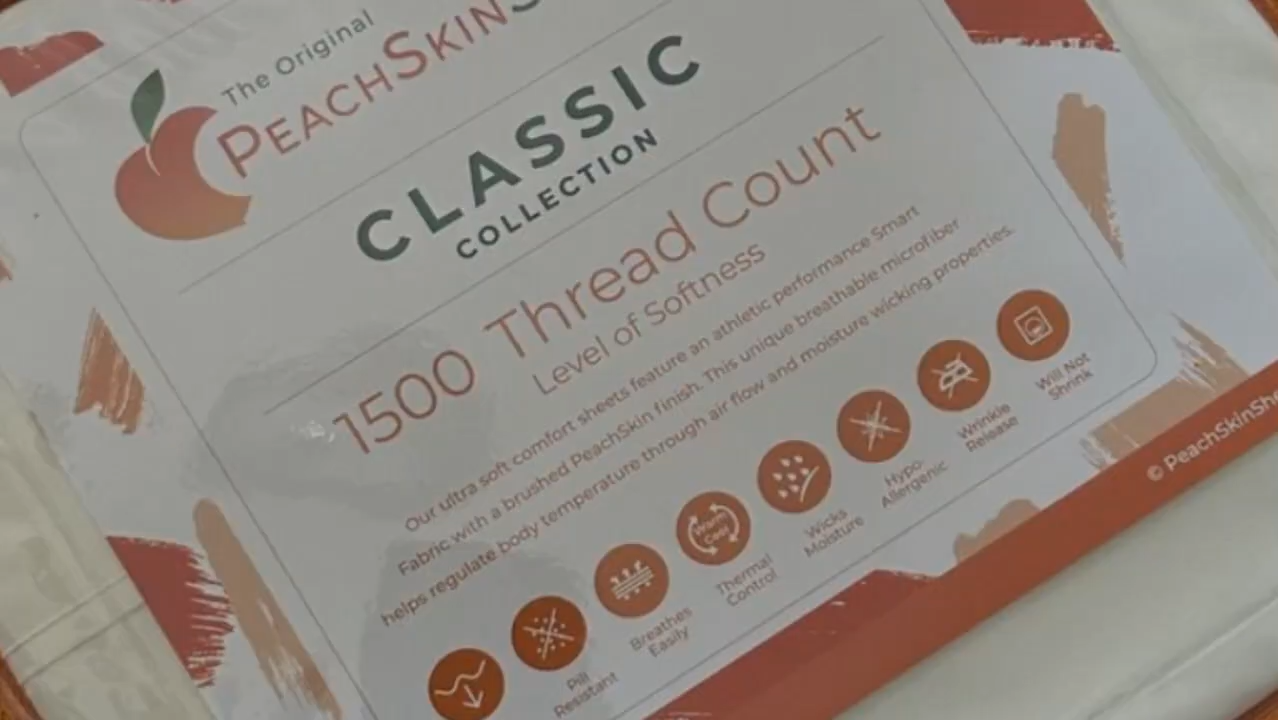 The Original
PEACHSKINS
CLASSIC
COLLECTION
1500 Thread Count
Level of Softness
Our ultra soft comfort sheets feature an athletic performance Smart
Fabric with a brushed PeachSkin finish. This unique breathable microfiber
helps regulate body temperature through air flow and moisture wicking properties.
Pill
Resistant
Breathes
Easily
Warm
Cool
Thermal
Control
Wicks
Moisture
Hypo-
Allergenic
Wrinkle
Release
Will Not
Shrink
© PeachSkinShe